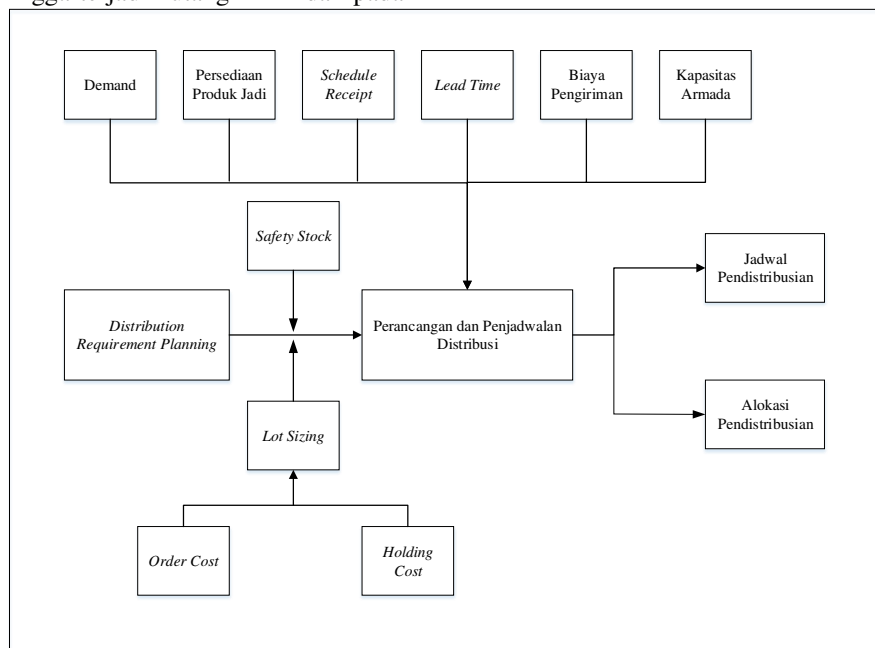 Demand
Persediaan
Produk Jadi
Schedule
Receipt
Lead Time
Biaya
Pengiriman
Kapasitas
Armada
Safety Stock
Jadwal
Pendistribusian
Distribution
Requirement Planning
Perancangan dan Penjadwalan
Distribusi
Alokasi
Pendistribusian
Lot Sizing
Order Cost
Holding
Cost